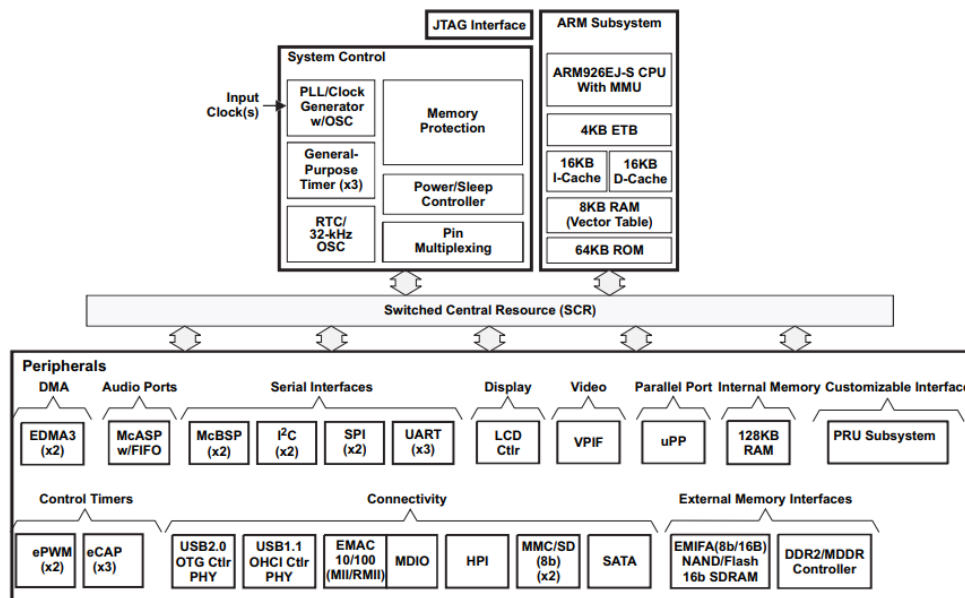 JTAG Interface
ARM Subsystem
System Control
Input
Clock(s)
PLL/Clock
Generator
w/OSC
Memory
Protection
General-
Purpose
Timer (x3)
Power/Sleep
Controller
RTC/
32-kHz
OSC
Pin
Multiplexing
ARM926EJ-S CPU
With MMU
4KB ETB
16KB
I-Cache
16KB
D-Cache
8KB RAM
(Vector Table)
64KB ROM
Switched Central Resource (SCR)
Peripherals
DMA
Audio Ports
Serial Interfaces
Display
Video
Parallel Port
Internal Memory
Customizable Interface
EDMA3
(x2)
McASP
w/FIFO
McBSP
(x2)
I²C
(x2)
SPI
(x2)
UART
(x3)
LCD
Ctlr
VPIF
uPP
128KB
RAM
PRU Subsystem
Control Timers
Connectivity
External Memory Interfaces
ePWM
(x2)
eCAP
(x3)
USB2.0
OTG Ctlr
PHY
USB1.1
OHCI Ctlr
PHY
EMAC
10/100
(MII/RMII)
MDIO
HPI
MMC/SD
(8b)
(x2)
SATA
EMIFA(8b/16B)
NAND/Flash
16b SDRAM
DDR2/MDDR
Controller